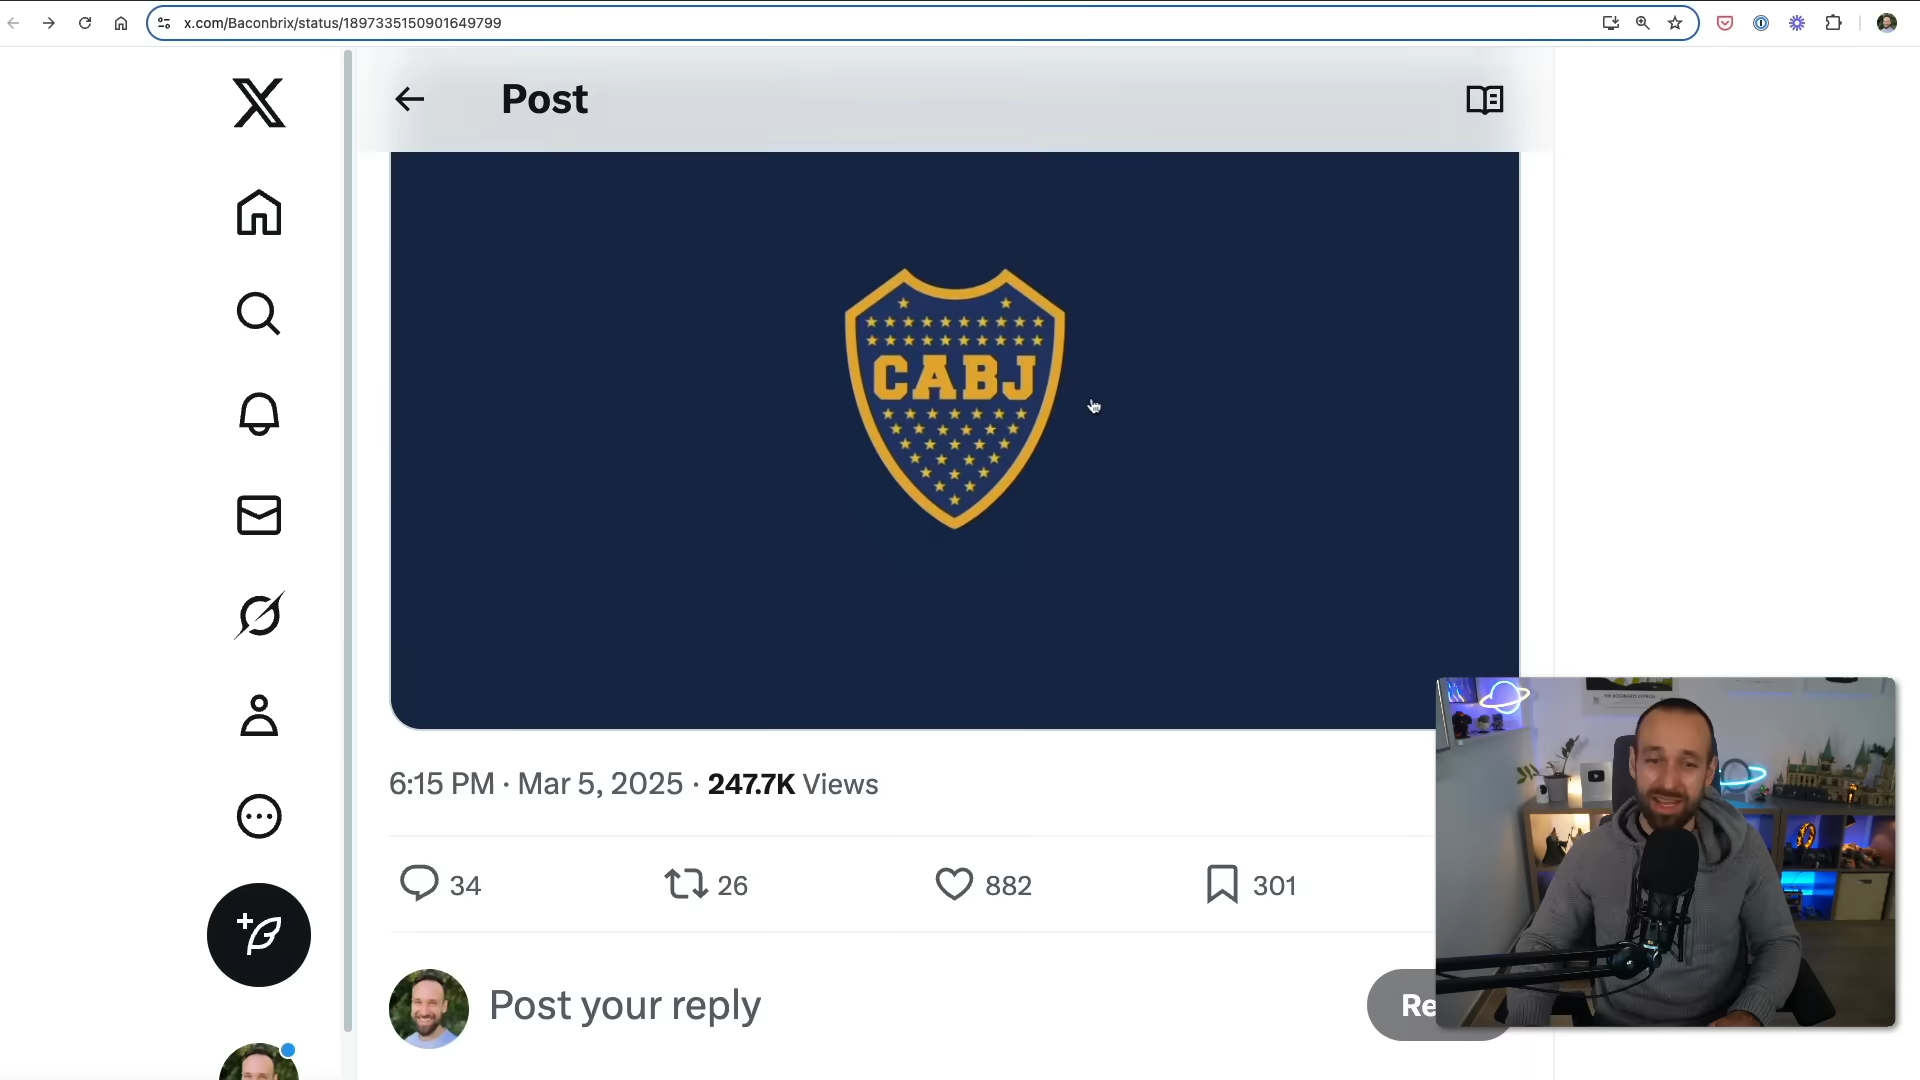 x.com/Baconbrix/status/1897335150901649799
Post
CABJ
6:15 PM · Mar 5, 2025 · 247.7K Views
34
26
882
301
Post your reply
Re